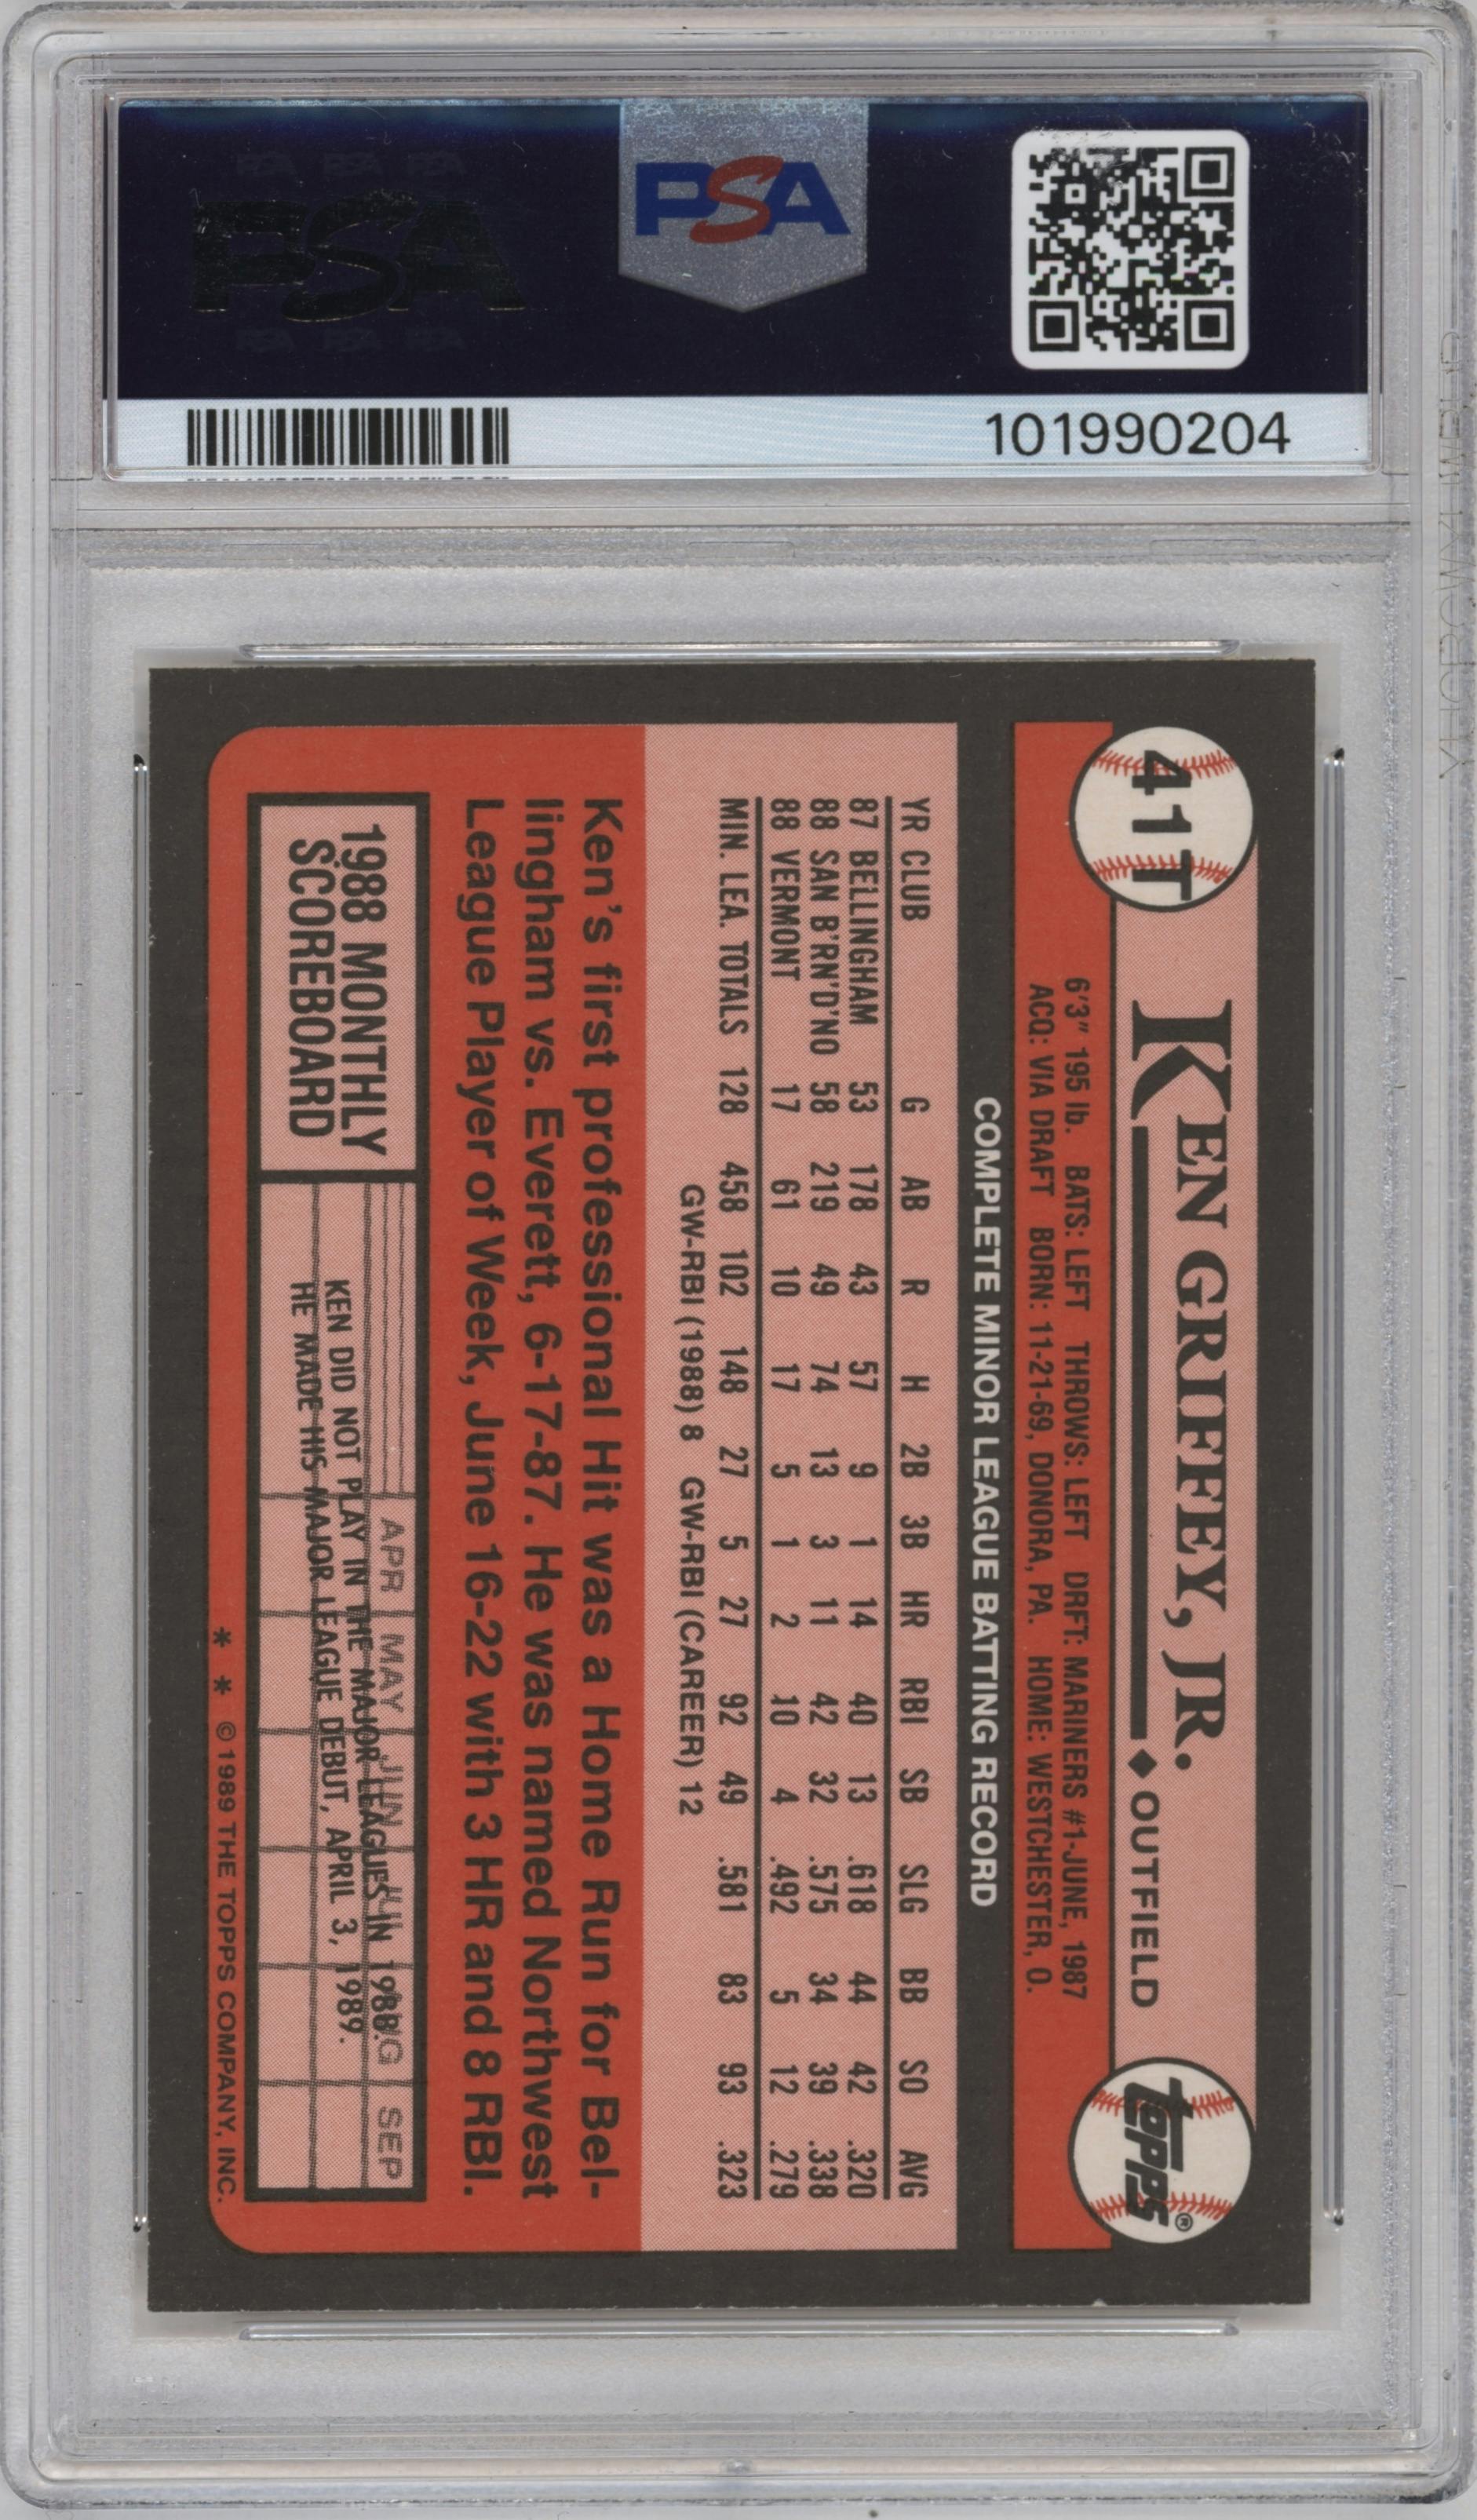 PSA
PSA
101990204
41T
KEN GRIFFEY, JR. ◆ OUTFIELD
topps®
6'3" 195 lb. BATS: LEFT THROWS: LEFT DRFT: MARINERS #1-JUNE, 1987
ACQ: VIA DRAFT BORN: 11-21-69, DONORA, PA. HOME: WESTCHESTER, O.
COMPLETE MINOR LEAGUE BATTING RECORD
YR CLUB G AB R H 2B 3B HR RBI SB SLG BB SO AVG
87 BELLINGHAM 53 178 43 57 9 1 14 40 13 .618 44 42 .320
88 SAN B'RN'D'NO 58 219 49 74 13 3 11 42 32 .575 34 39 .338
88 VERMONT 17 61 10 17 5 1 2 10 4 .492 5 12 .279
MIN. LEA. TOTALS 128 458 102 148 27 5 27 92 49 .581 83 93 .323
GW-RBI (1988) 8 GW-RBI (CAREER) 12
Ken's first professional Hit was a Home Run for Bel-
lingham vs. Everett, 6-17-87. He was named Northwest
League Player of Week, June 16-22 with 3 HR and 8 RBI.
1988 MONTHLY
SCOREBOARD
APR MAY JUN JUL AUG SEP
KEN DID NOT PLAY IN THE MAJOR LEAGUES IN 1988.
HE MADE HIS MAJOR LEAGUE DEBUT, APRIL 3, 1989.
* * © 1989 THE TOPPS COMPANY, INC.